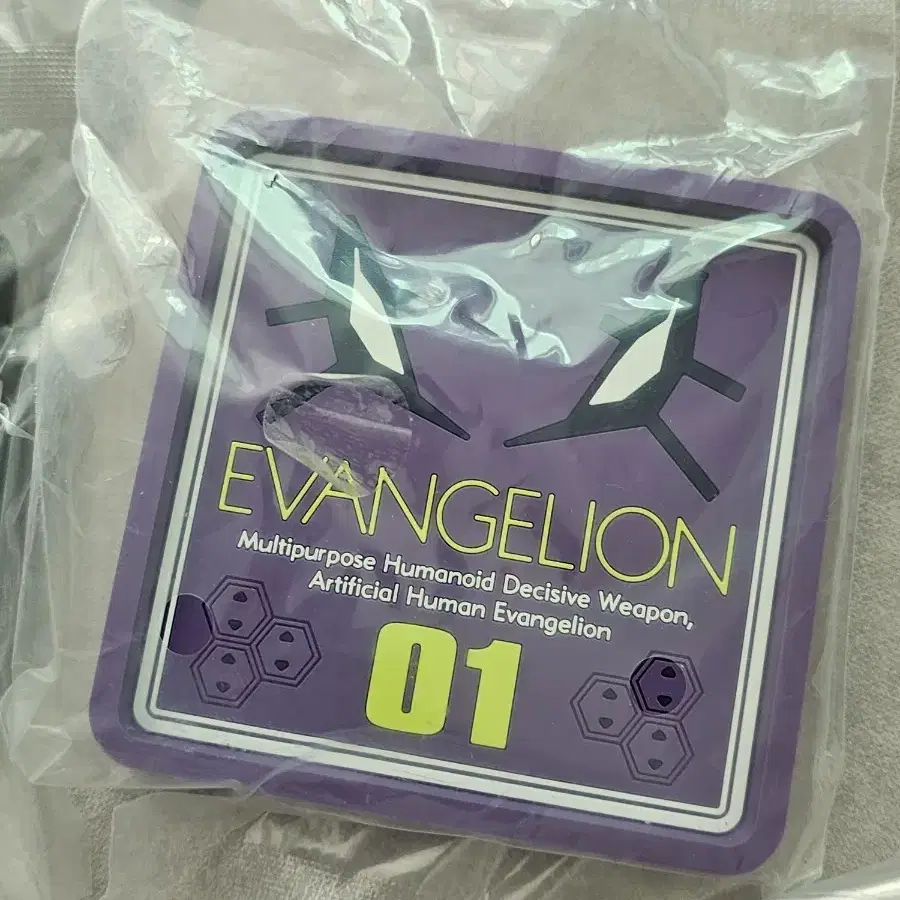 EVANGELION
Multipurpose Humanoid Decisive Weapon,
Artificial Human Evangelion
01